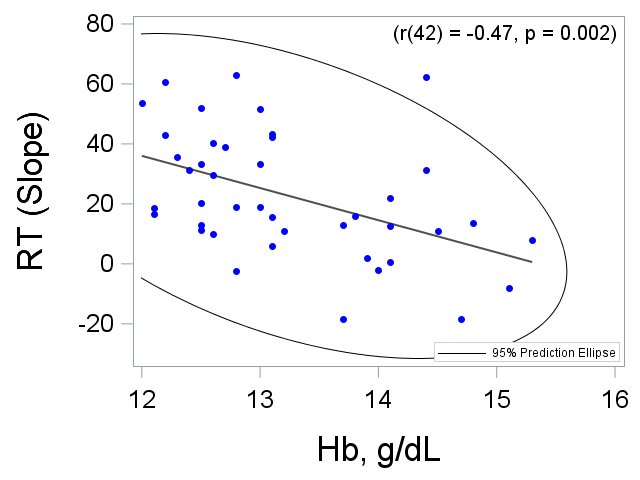 (r(42) = -0.47, p = 0.002)
80
60
40
20
0
-20
RT (Slope)
95% Prediction Ellipse
12 13 14 15 16
Hb, g/dL